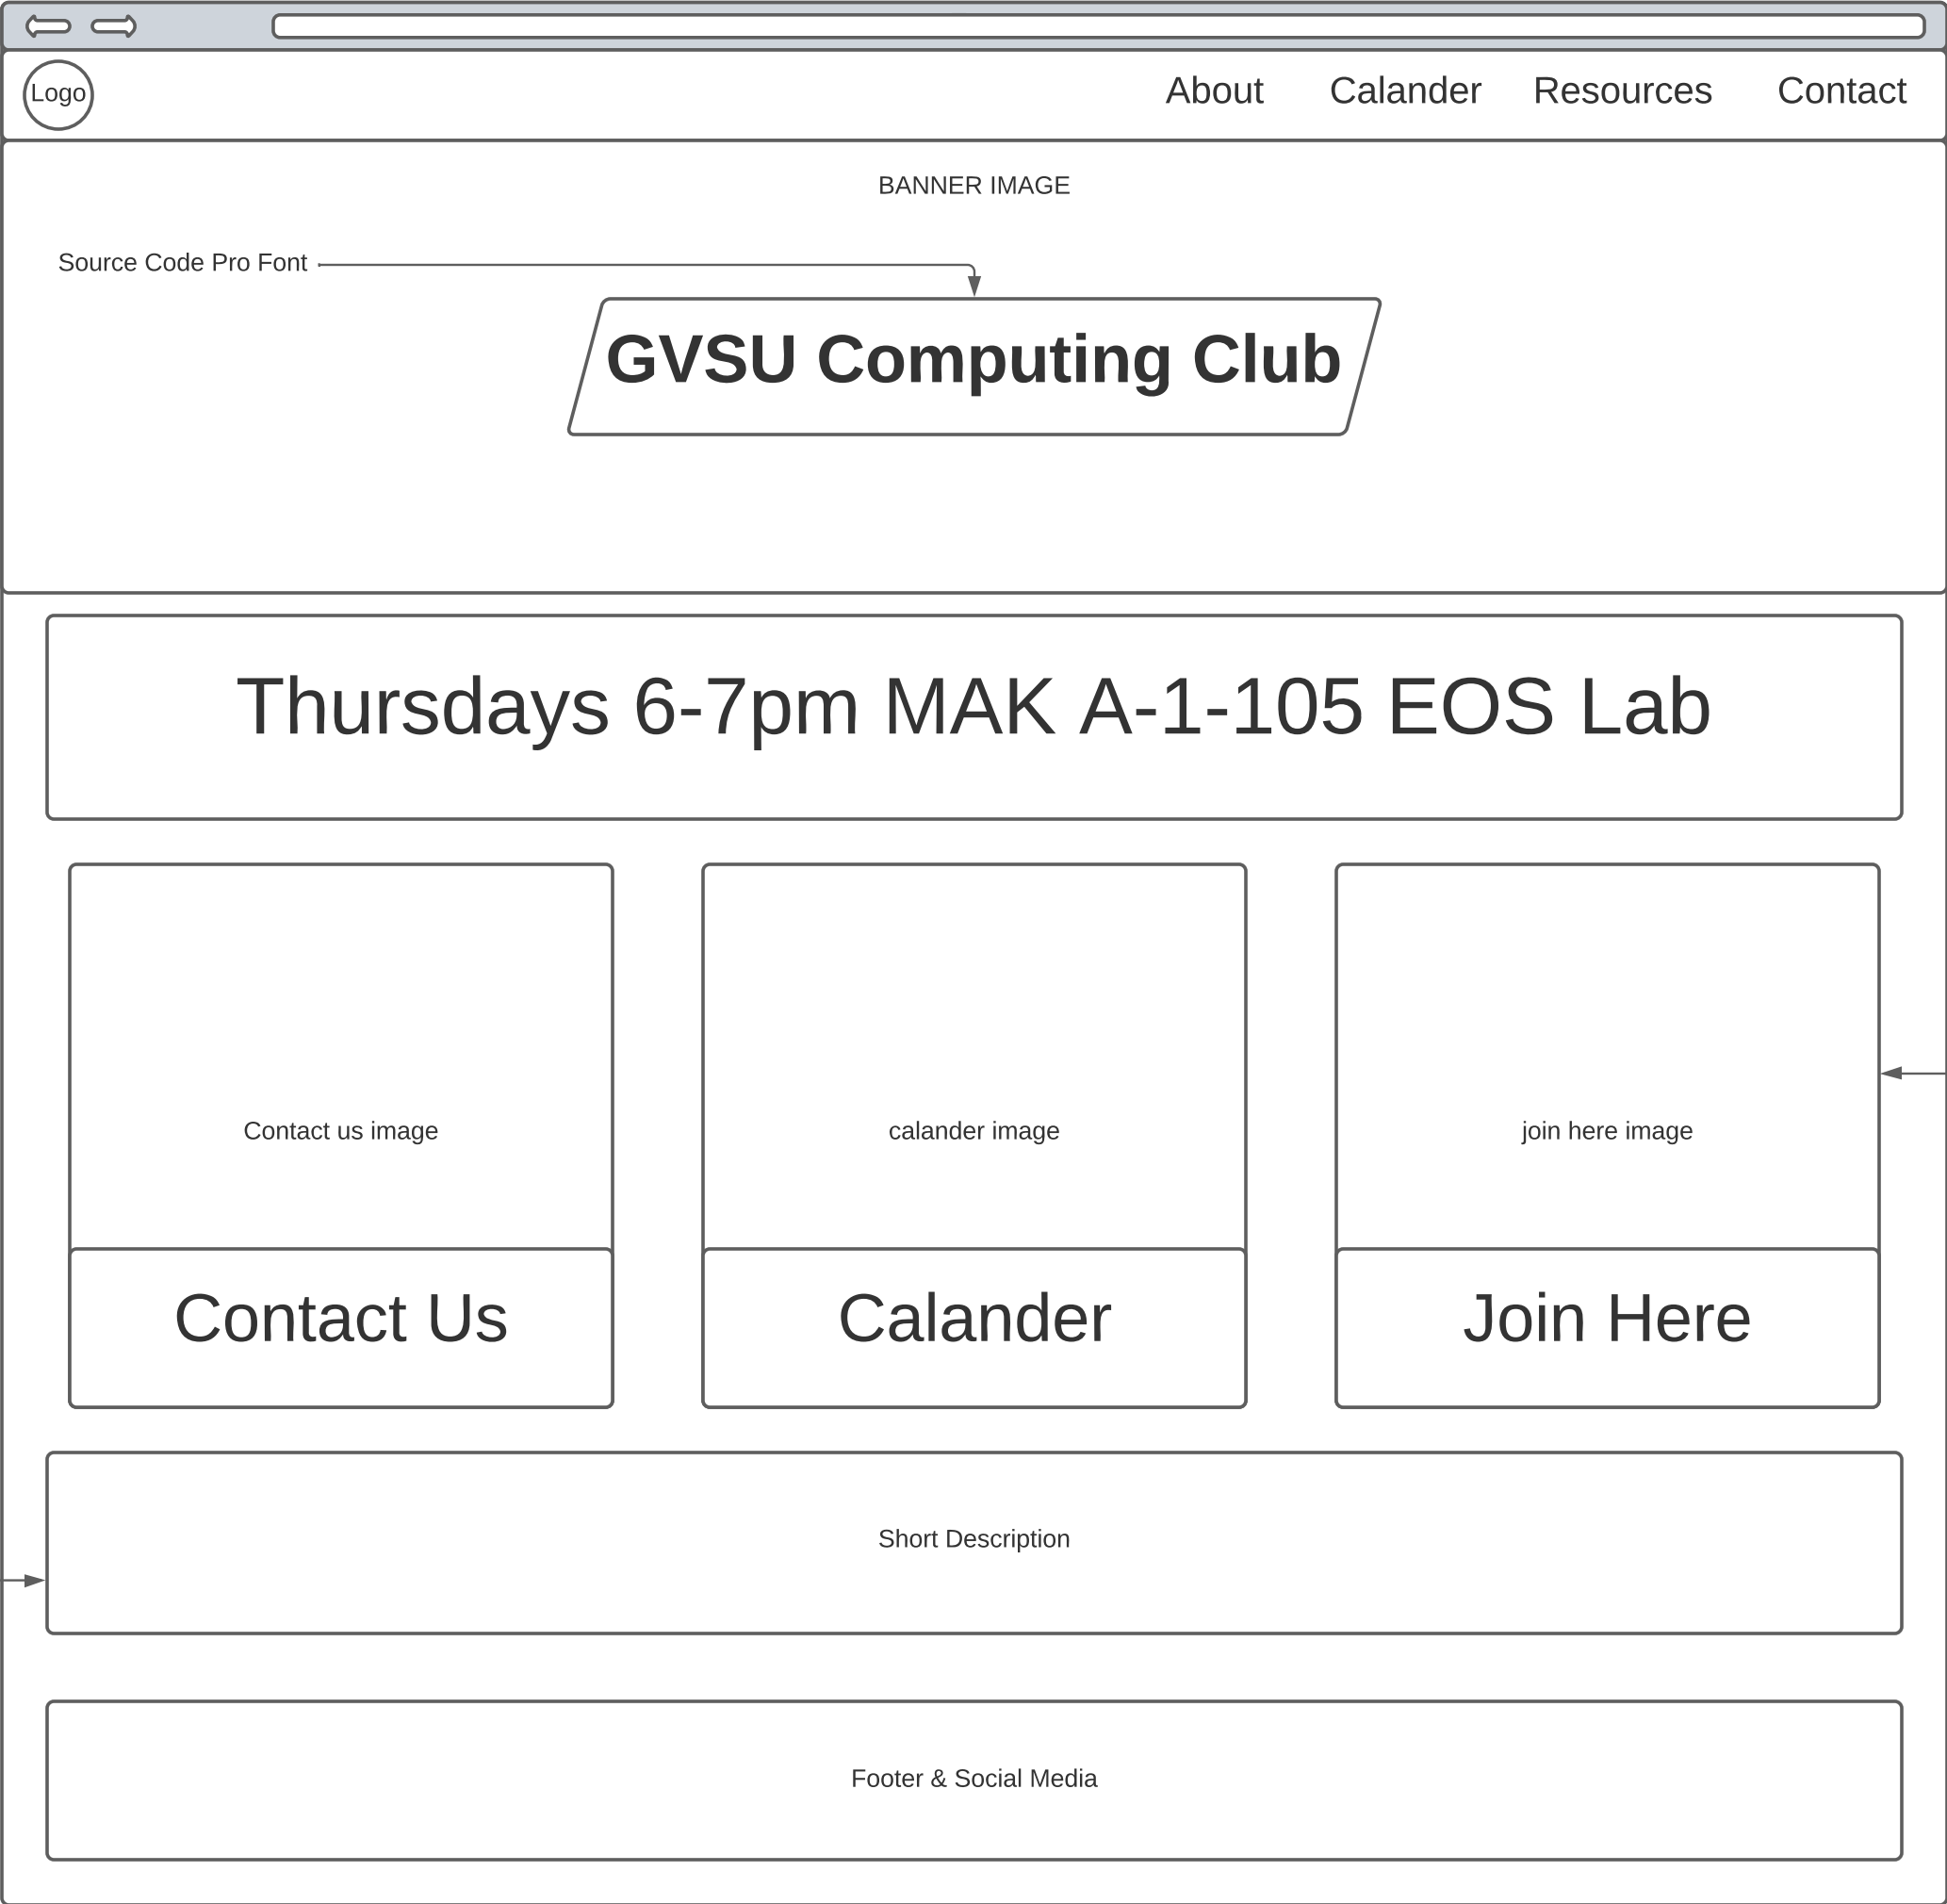 Logo
About
Calander
Resources
Contact
BANNER IMAGE
Source Code Pro Font
GVSU Computing Club
Thursdays 6-7pm MAK A-1-105 EOS Lab
Contact us image
calander image
join here image
Contact Us
Calander
Join Here
Short Description
Footer & Social Media